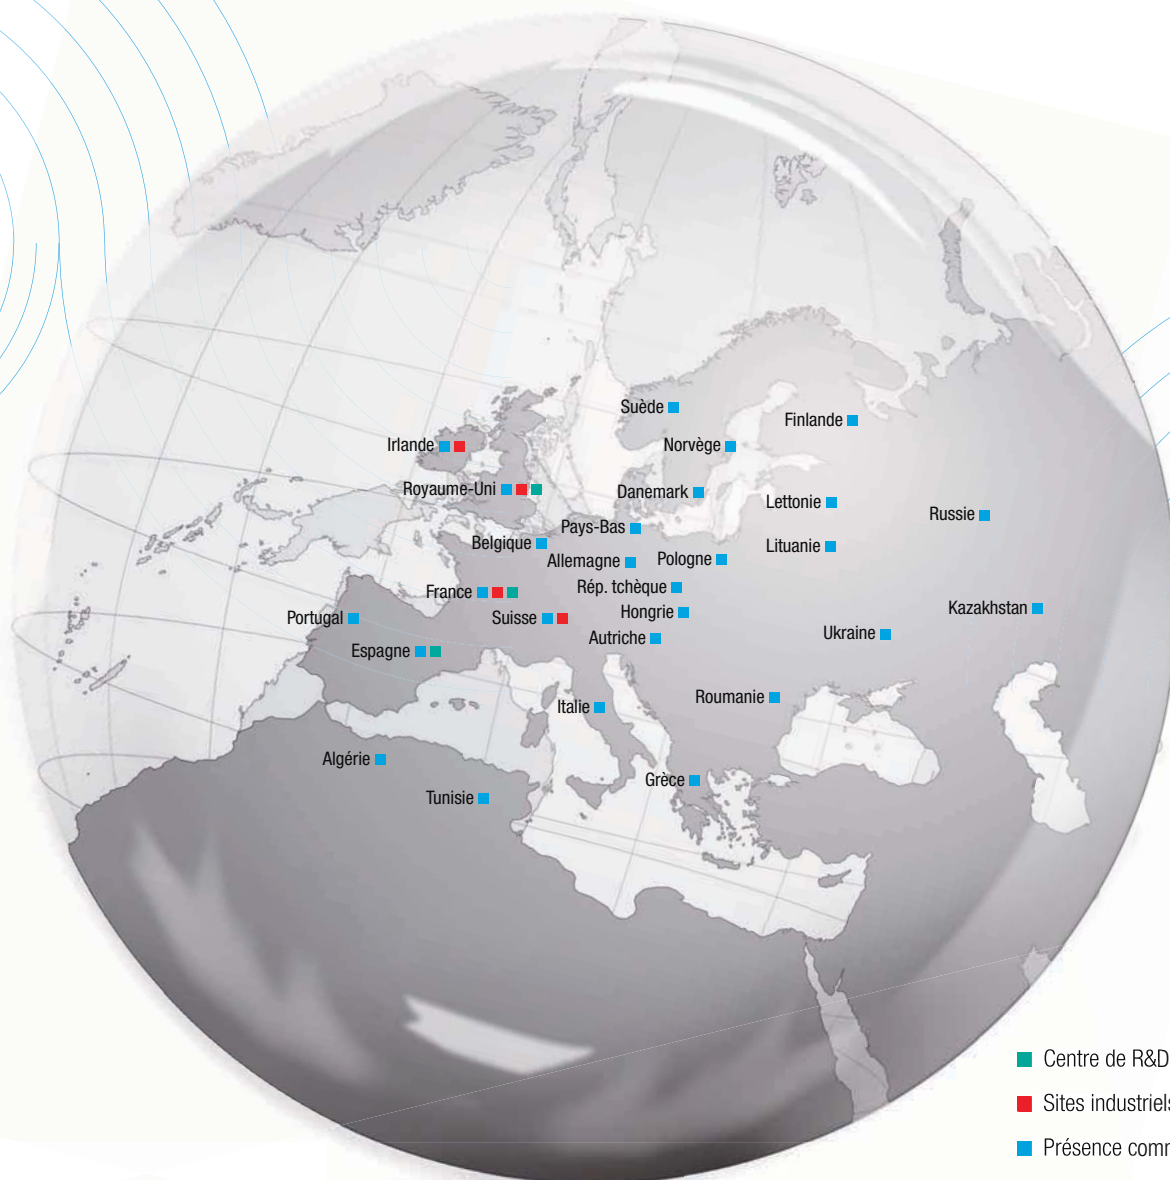 Suède
Finlande
Irlande
Norvège
Royaume-Uni
Danemark
Lettonie
Russie
Pays-Bas
Belgique
Lituanie
Allemagne
Pologne
France
Rép. tchèque
Portugal
Suisse
Hongrie
Kazakhstan
Espagne
Autriche
Ukraine
Italie
Roumanie
Algérie
Grèce
Tunisie
Centre de R&D
Sites industriels
Présence